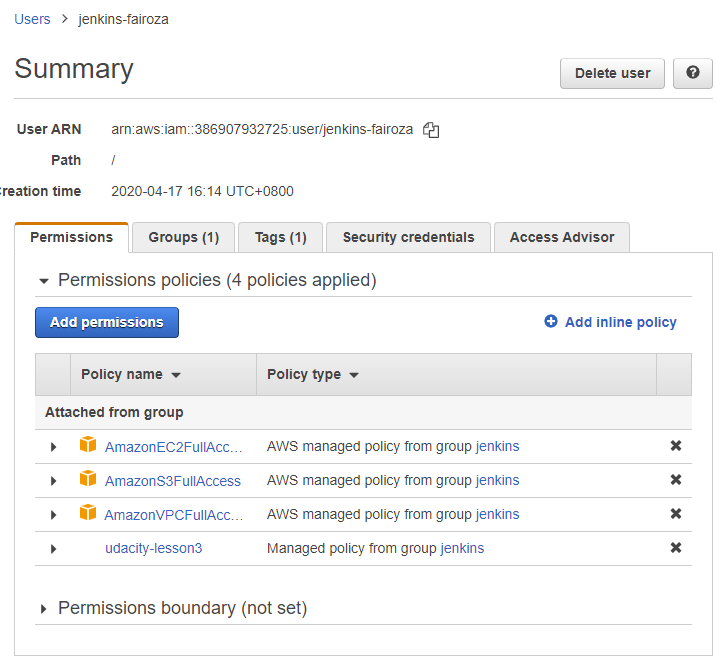 Users > jenkins-fairoza
Summary
Delete user
?
User ARN arn:aws:iam::386907932725:user/jenkins-fairoza
Path /
reation time 2020-04-17 16:14 UTC+0800
Permissions Groups (1) Tags (1) Security credentials Access Advisor
Permissions policies (4 policies applied)
Add permissions Add inline policy
Policy name Policy type
Attached from group
AmazonEC2FullAcc... AWS managed policy from group jenkins
AmazonS3FullAccess AWS managed policy from group jenkins
AmazonVPCFullAcc... AWS managed policy from group jenkins
udacity-lesson3 Managed policy from group jenkins
Permissions boundary (not set)